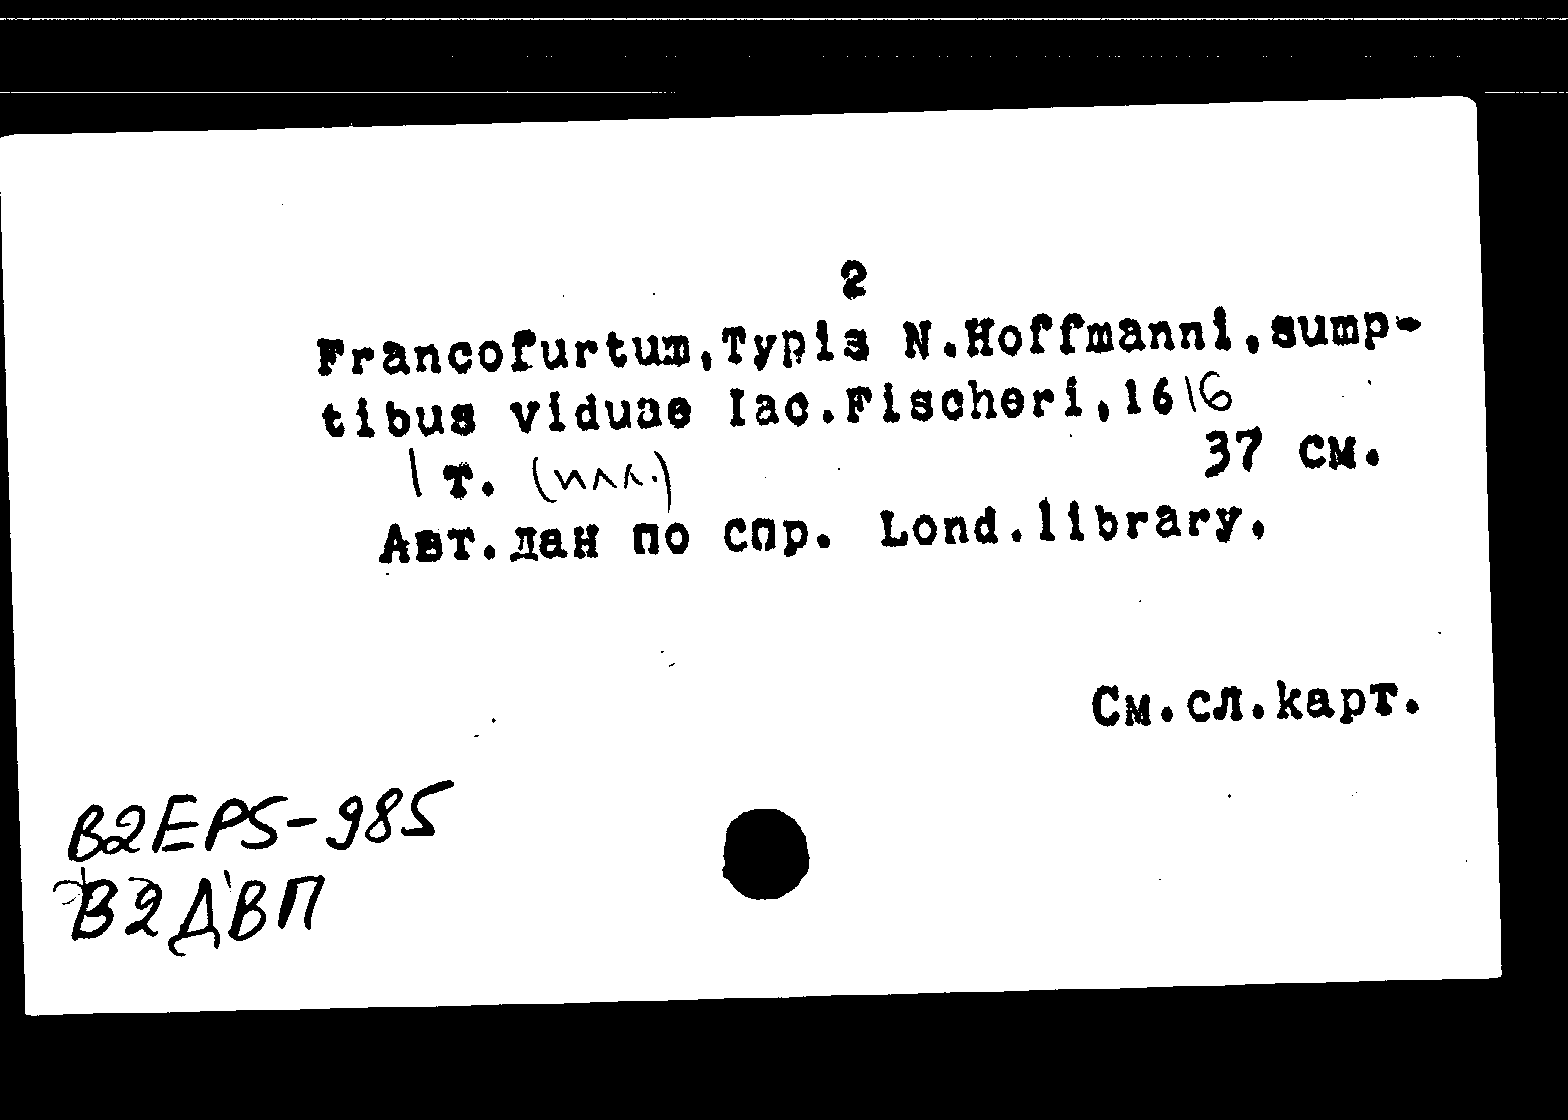 2
Francofurtum, Typis N. Hoffmanni, sump-
tibus viduae Iac. Fischeri, 1616
1 т. (илл.) 37 см.
Авт. дан по спр. Lond. library.
См. сл. карт.
В2EPS-985
В2ДВП